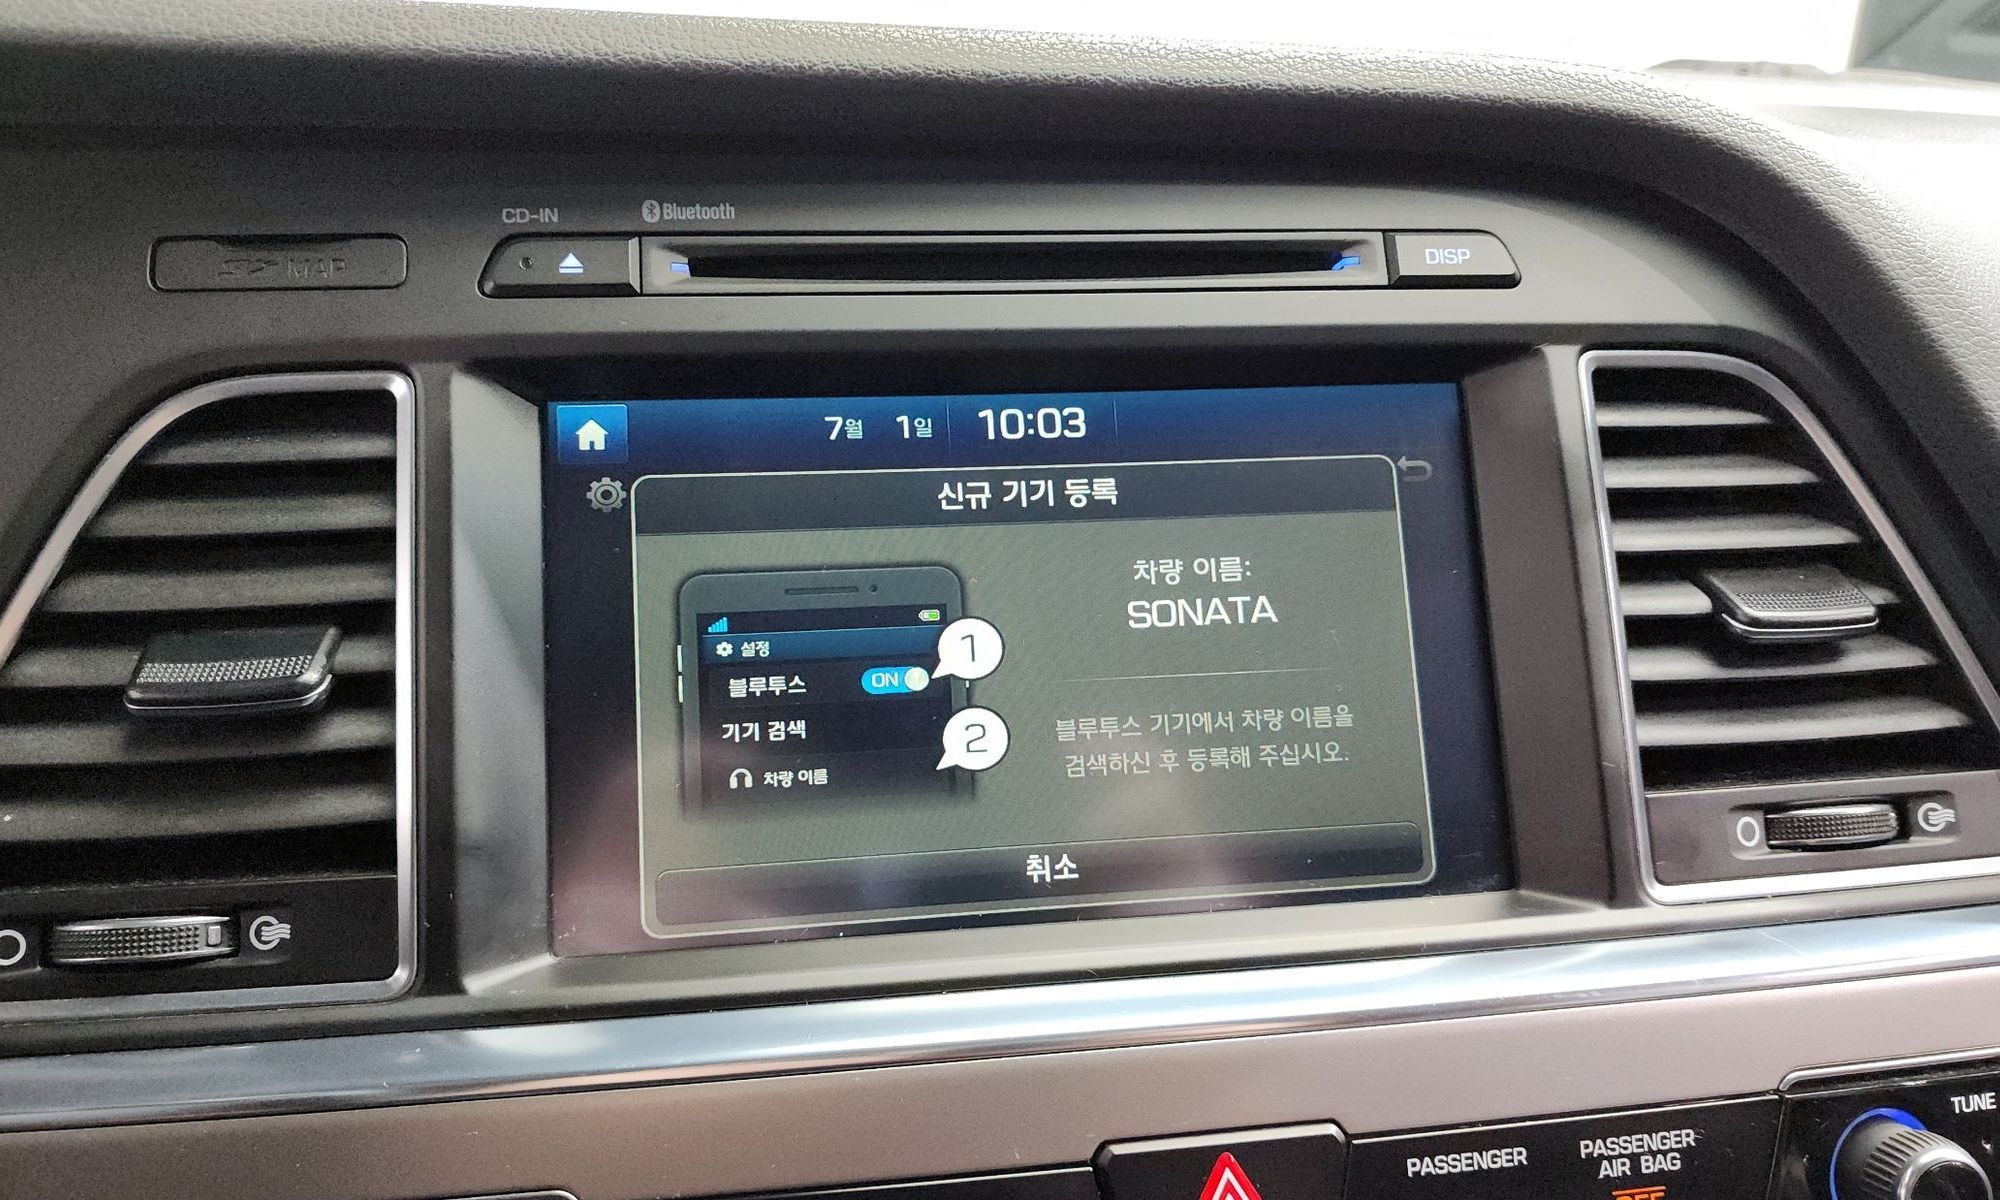 CD-IN
Bluetooth
MAP
DISP
7월 1일 10:03
신규 기기 등록
설정
블루투스 ON
1
기기 검색
2
차량 이름
차량 이름:
SONATA
블루투스 기기에서 차량 이름을
검색하신 후 등록해 주십시오.
취소
TUNE
PASSENGER
PASSENGER
AIR BAG
OFF